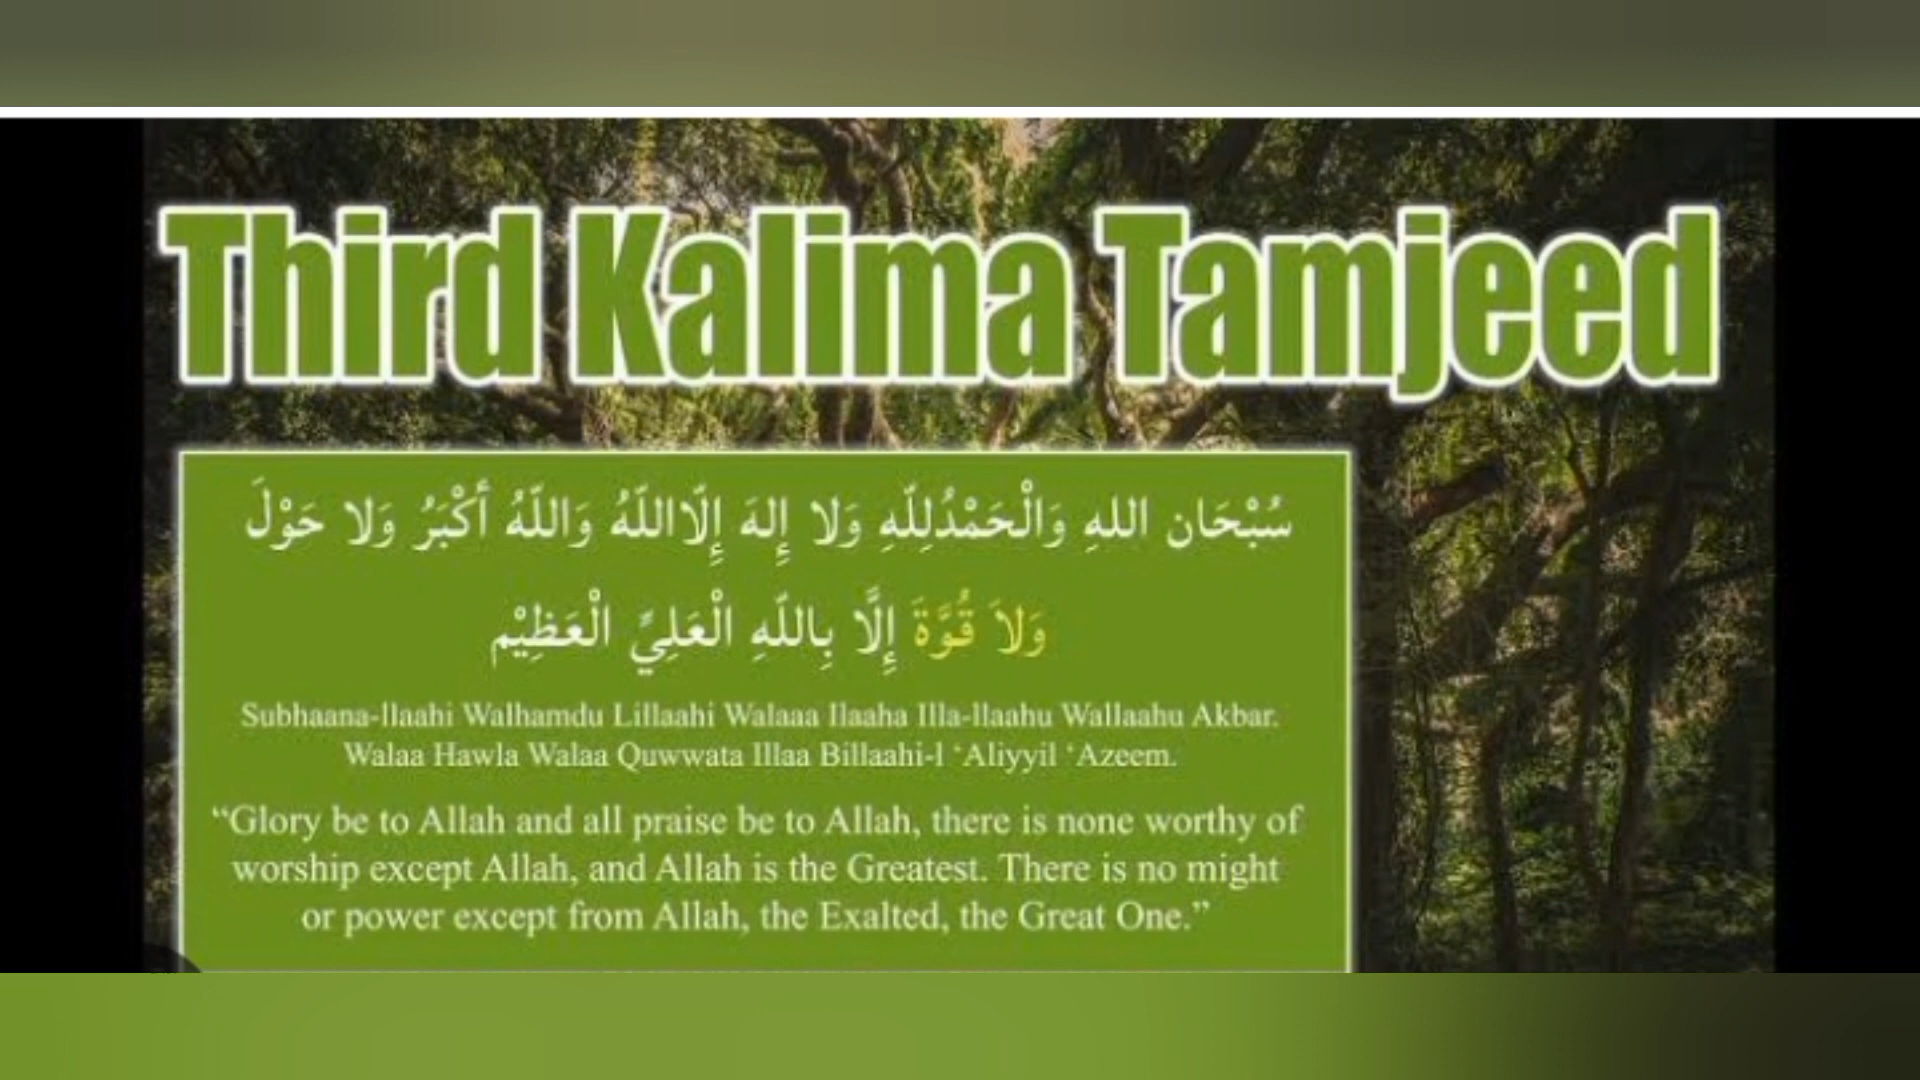 Third Kalima Tamjeed
سُبْحَان اللهِ وَالْحَمْدُلِلّهِ وَلا إِلهَ إِلّااللّهُ وَاللّهُ أكْبَرُ وَلا حَوْلَ
وَلاَ قُوَّةَ إِلَّا بِاللّهِ الْعَلِيِّ الْعَظِيْم
Subhaana-llaahi Walhamdu Lillaahi Walaaa Ilaaha Illa-llaahu Wallaahu Akbar.
Walaa Hawla Walaa Quwwata Illaa Billaahi-l ‘Aliyyil ‘Azeem.
“Glory be to Allah and all praise be to Allah, there is none worthy of
worship except Allah, and Allah is the Greatest. There is no might
or power except from Allah, the Exalted, the Great One.”